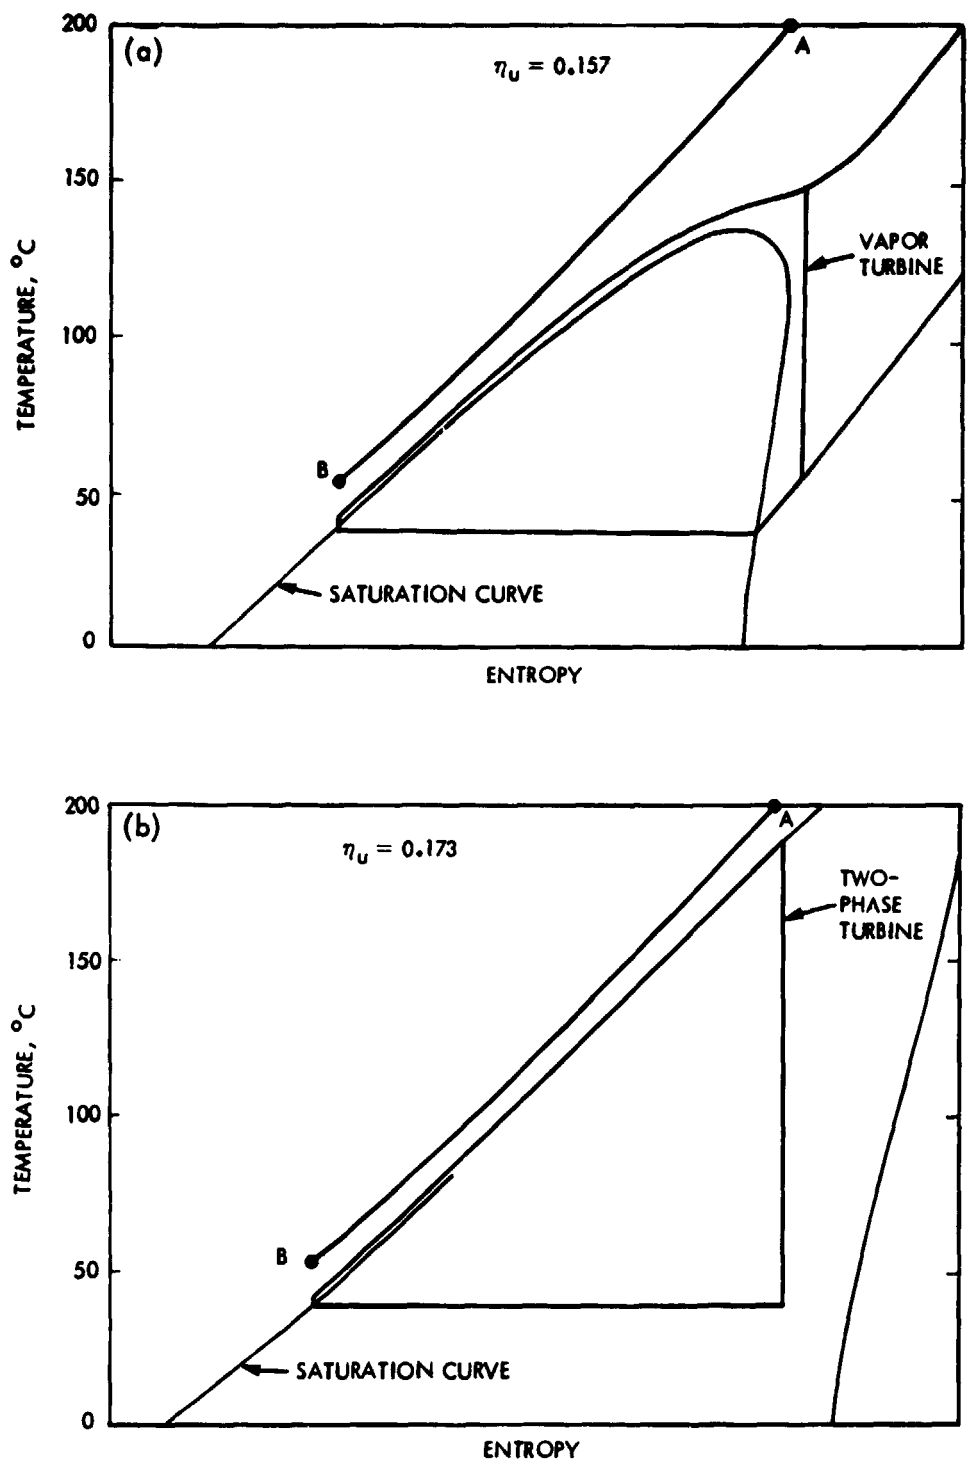 (a)
η_u = 0.157
A
200
150
100
50
0
TEMPERATURE, °C
VAPOR
TURBINE
B
SATURATION CURVE
ENTROPY
(b)
η_u = 0.173
A
200
150
100
50
0
TEMPERATURE, °C
TWO-
PHASE
TURBINE
B
SATURATION CURVE
ENTROPY